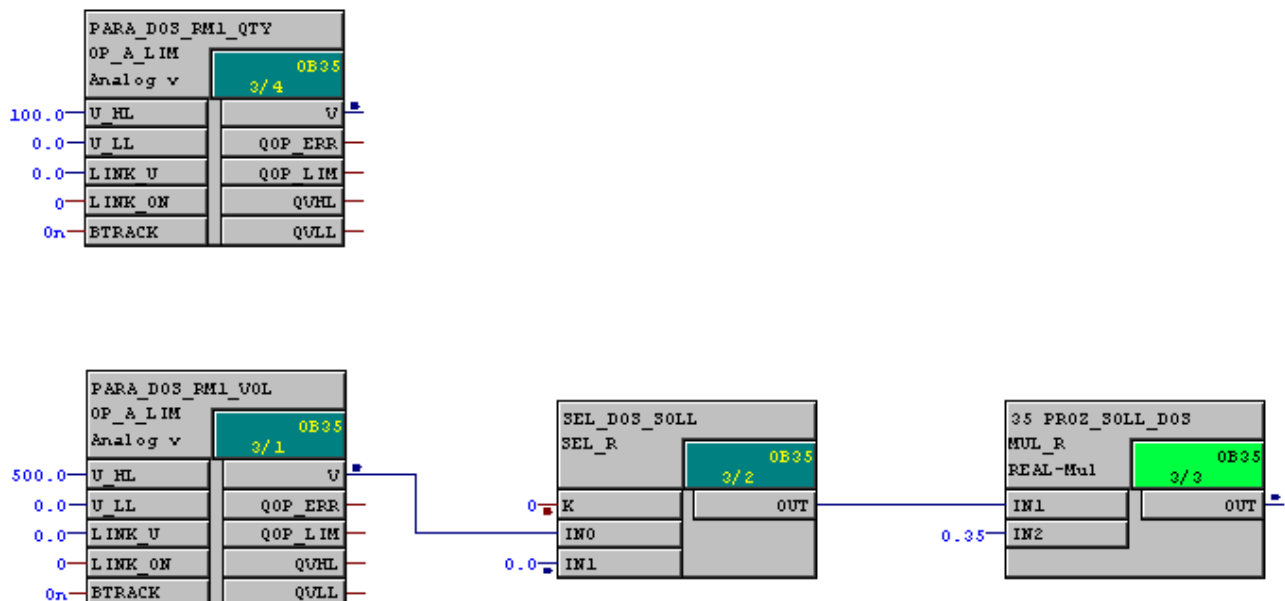 PARA_DOS_RM1_QTY
OP_A_LIM
Analog v
OB35
3/4
100.0 U_HL V
0.0 U_LL QOP_ERR
0.0 LINK_U QOP_LIM
0 LINK_ON QVHL
On BTRACK QVLL
PARA_DOS_RM1_VOL
OP_A_LIM
Analog v
OB35
3/1
500.0 U_HL V
0.0 U_LL QOP_ERR
0.0 LINK_U QOP_LIM
0 LINK_ON QVHL
On BTRACK QVLL
SEL_DOS_SOLL
SEL_R
OB35
3/2
0 K OUT
IN0
0.0 IN1
35 PROZ_SOLL_DOS
MUL_R
REAL-Mul
OB35
3/3
IN1 OUT
0.35 IN2